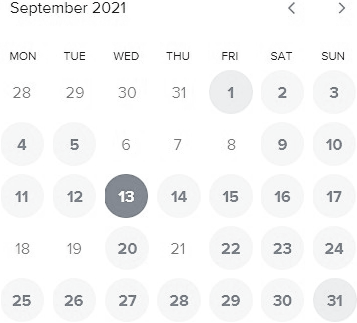 September 2021
MON TUE WED THU FRI SAT SUN
28 29 30 31 1 2 3
4 5 6 7 8 9 10
11 12 13 14 15 16 17
18 19 20 21 22 23 24
25 26 27 28 29 30 31